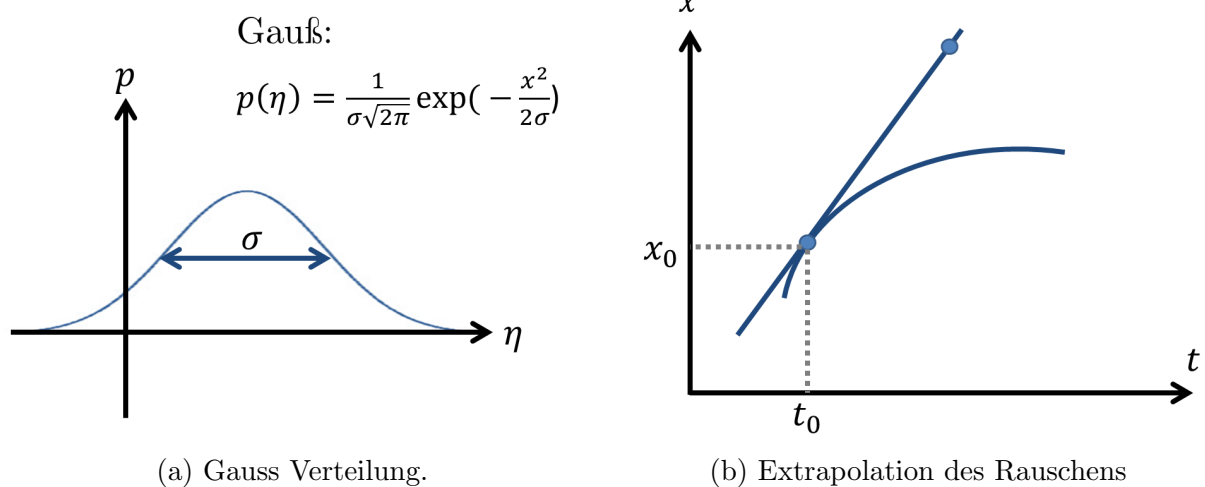 Gauß:
p(η) = 1/(σ√2π) exp( − x²/2σ)
p
σ
η
(a) Gauss Verteilung.
x
x₀
t₀
t
(b) Extrapolation des Rauschens